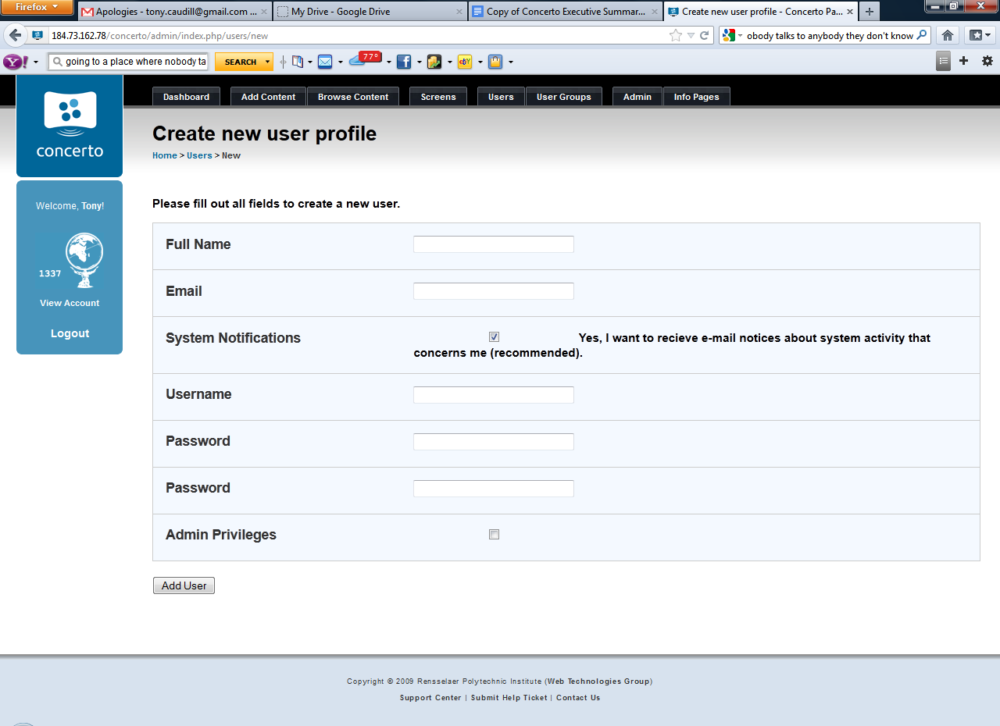 Firefox
Apologies - tony.caudill@gmail.com ...
My Drive - Google Drive
Copy of Concerto Executive Summar...
Create new user profile - Concerto Pa...
184.73.162.78/concerto/admin/index.php/users/new
obody talks to anybody they don't know
Y!
going to a place where nobody ta
SEARCH
77°
Dashboard
Add Content
Browse Content
Screens
Users
User Groups
Admin
Info Pages
concerto
Create new user profile
Home > Users > New
Welcome, Tony!
1337
View Account
Logout
Please fill out all fields to create a new user.
Full Name
Email
System Notifications
Yes, I want to recieve e-mail notices about system activity that
concerns me (recommended).
Username
Password
Password
Admin Privileges
Add User
Copyright © 2009 Rensselaer Polytechnic Institute (Web Technologies Group)
Support Center | Submit Help Ticket | Contact Us